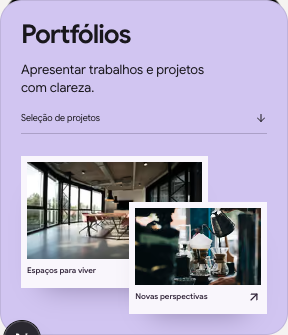 Portfólios
Apresentar trabalhos e projetos
com clareza.
Seleção de projetos
Espaços para viver
Novas perspectivas